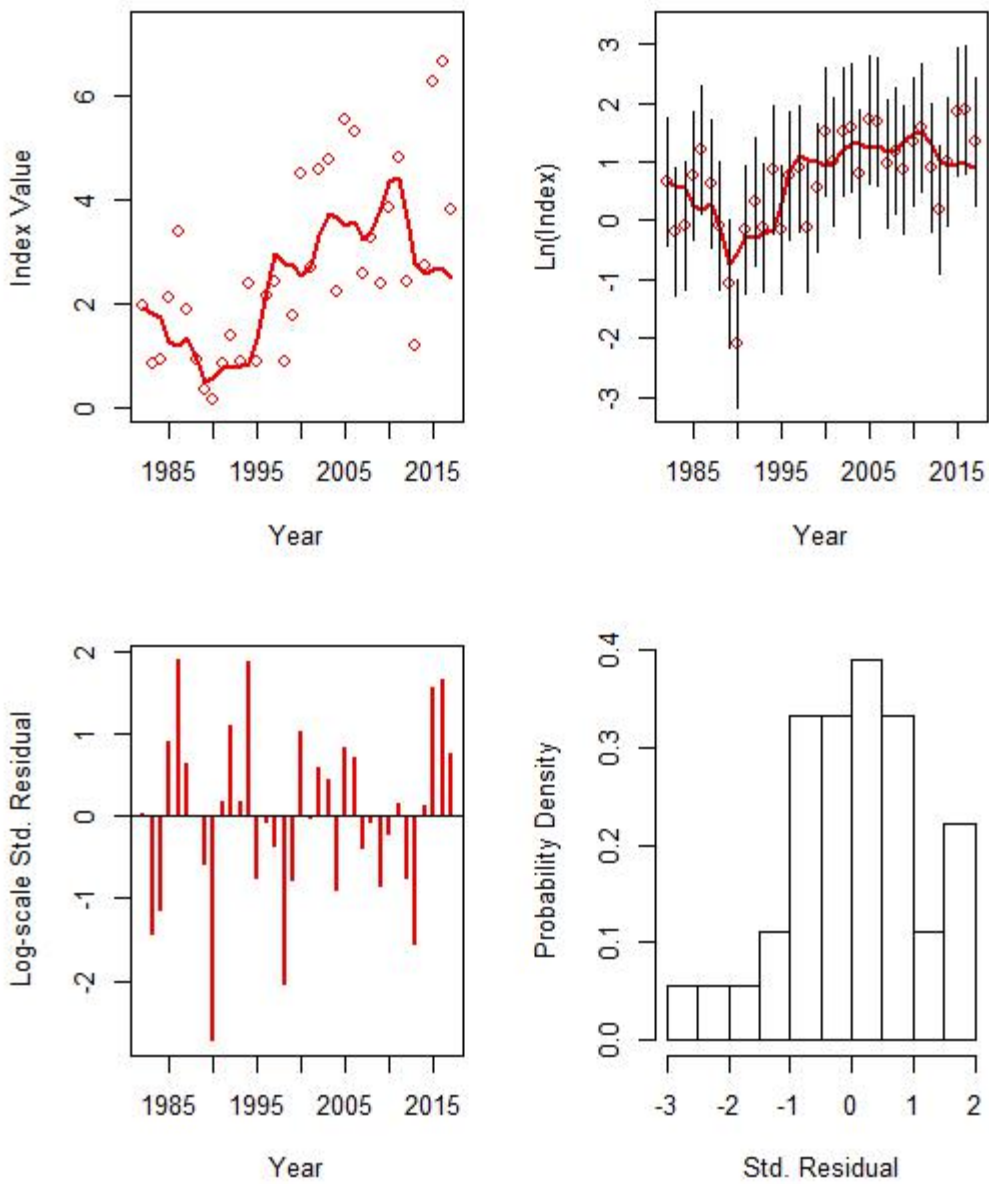 Index Value
0 2 4 6
1985 1995 2005 2015
Year
Ln(Index)
-3 -2 -1 0 1 2 3
1985 1995 2005 2015
Year
Log-scale Std. Residual
-2 -1 0 1 2
1985 1995 2005 2015
Year
Probability Density
0.0 0.1 0.2 0.3 0.4
-3 -2 -1 0 1 2
Std. Residual